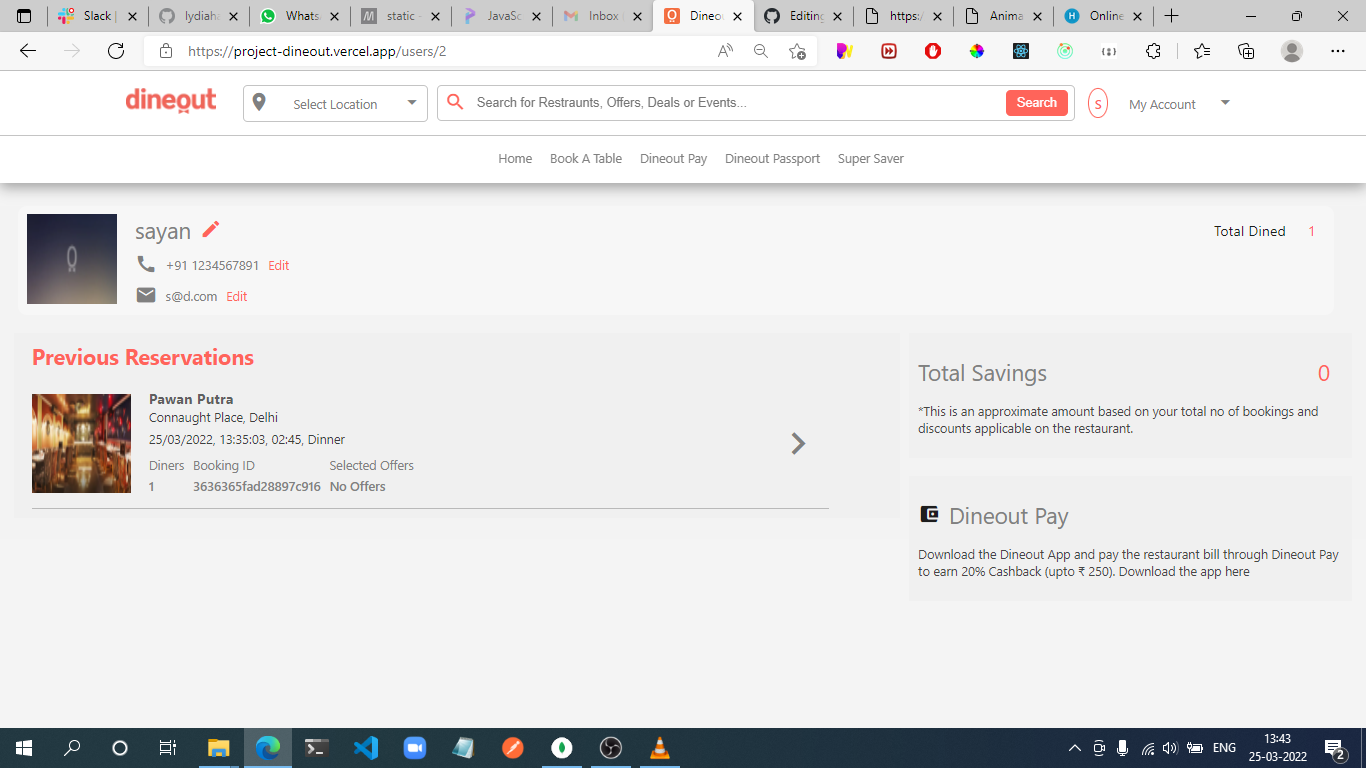 Slack |
lydiaha
Whats
static -
JavaSc
Inbox (
Dineou
Editing
https:/
Anima
Online
https://project-dineout.vercel.app/users/2
dineout
Select Location
Search for Restraunts, Offers, Deals or Events...
Search
S
My Account
Home Book A Table Dineout Pay Dineout Passport Super Saver
sayan
Total Dined 1
+91 1234567891 Edit
s@d.com Edit
Previous Reservations
Pawan Putra
Connaught Place, Delhi
25/03/2022, 13:35:03, 02:45, Dinner
Diners Booking ID Selected Offers
1 3636365fad28897c916 No Offers
Total Savings 0
*This is an approximate amount based on your total no of bookings and
discounts applicable on the restaurant.
Dineout Pay
Download the Dineout App and pay the restaurant bill through Dineout Pay
to earn 20% Cashback (upto ₹ 250). Download the app here
ENG
13:43
25-03-2022
2